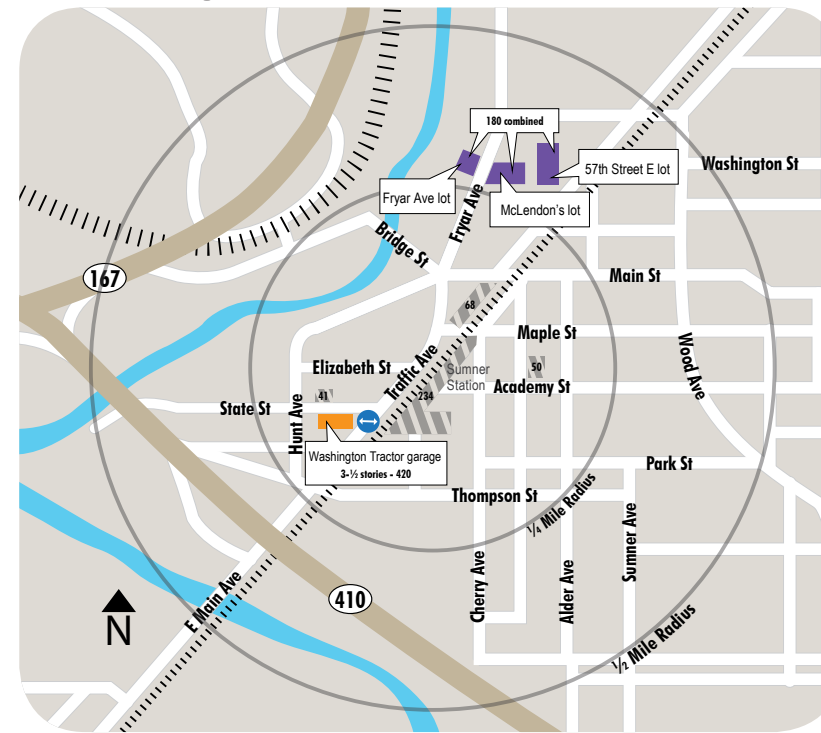 180 combined
Washington St
57th Street E lot
Fryar Ave lot
McLendon's lot
Fryar Ave
Bridge St
167
Main St
68
Maple St
Traffic Ave
Wood Ave
Elizabeth St
Sumner
Station
50
Academy St
41
234
State St
Hunt Ave
Washington Tractor garage
3-½ stories - 420
Park St
Thompson St
¼ Mile Radius
Sumner Ave
Cherry Ave
Alder Ave
E Main Ave
410
N
½ Mile Radius